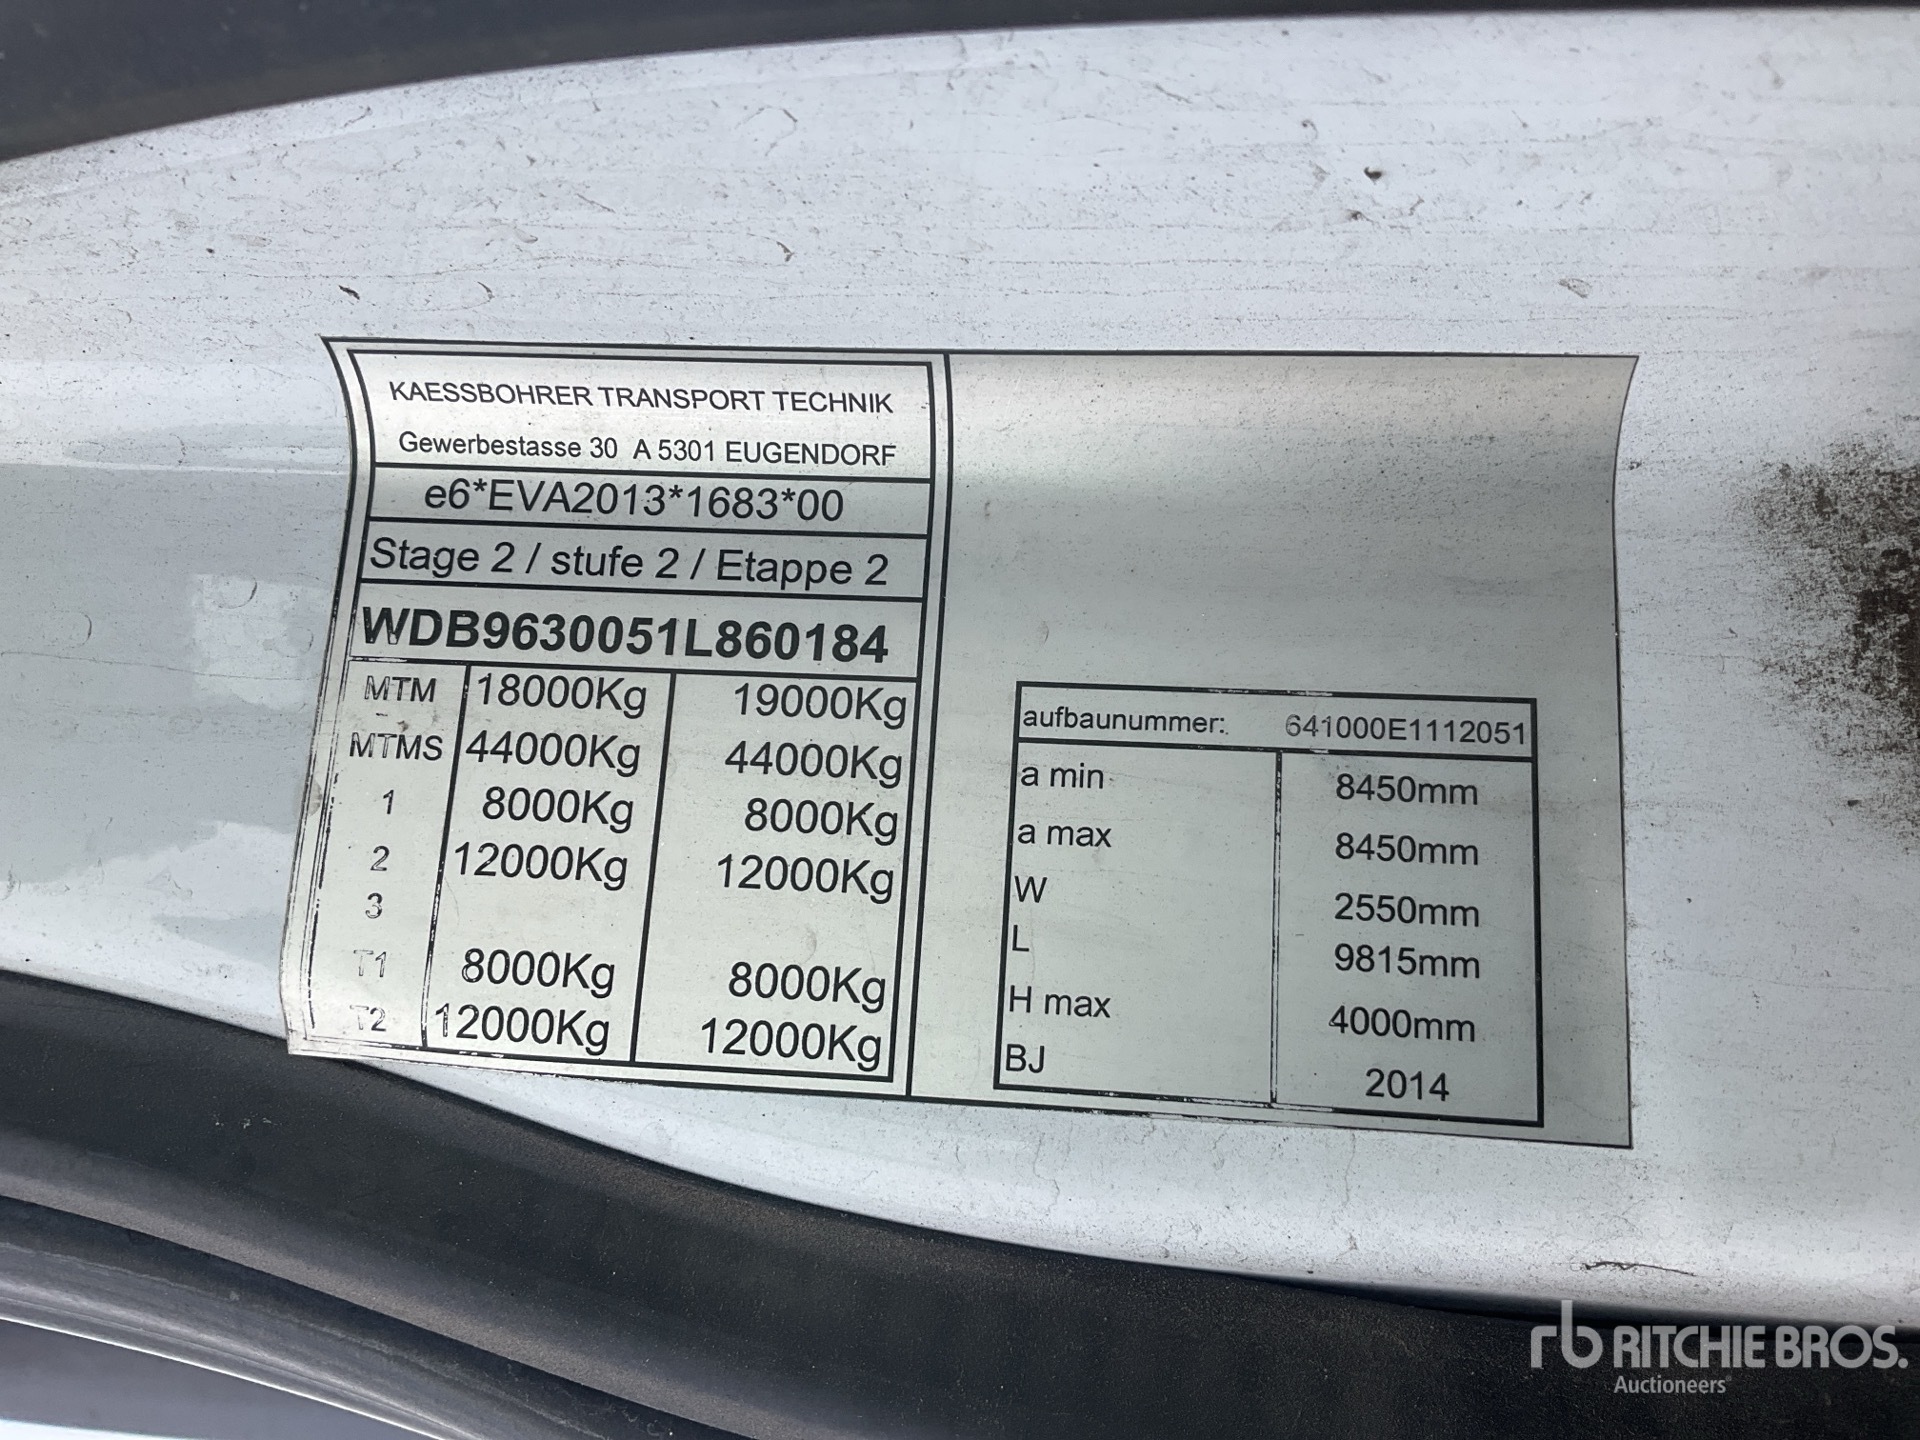 KAESSBOHRER TRANSPORT TECHNIK
Gewerbestasse 30 A 5301 EUGENDORF
e6*EVA2013*1683*00
Stage 2 / stufe 2 / Etappe 2
WDB9630051L860184
MTM 18000Kg 19000Kg
MTMS 44000Kg 44000Kg
1 8000Kg 8000Kg
2 12000Kg 12000Kg
3
T1 8000Kg 8000Kg
T2 12000Kg 12000Kg
aufbaunummer: 641000E1112051
a min 8450mm
a max 8450mm
W 2550mm
L 9815mm
H max 4000mm
BJ 2014
rb RITCHIE BROS.
Auctioneers